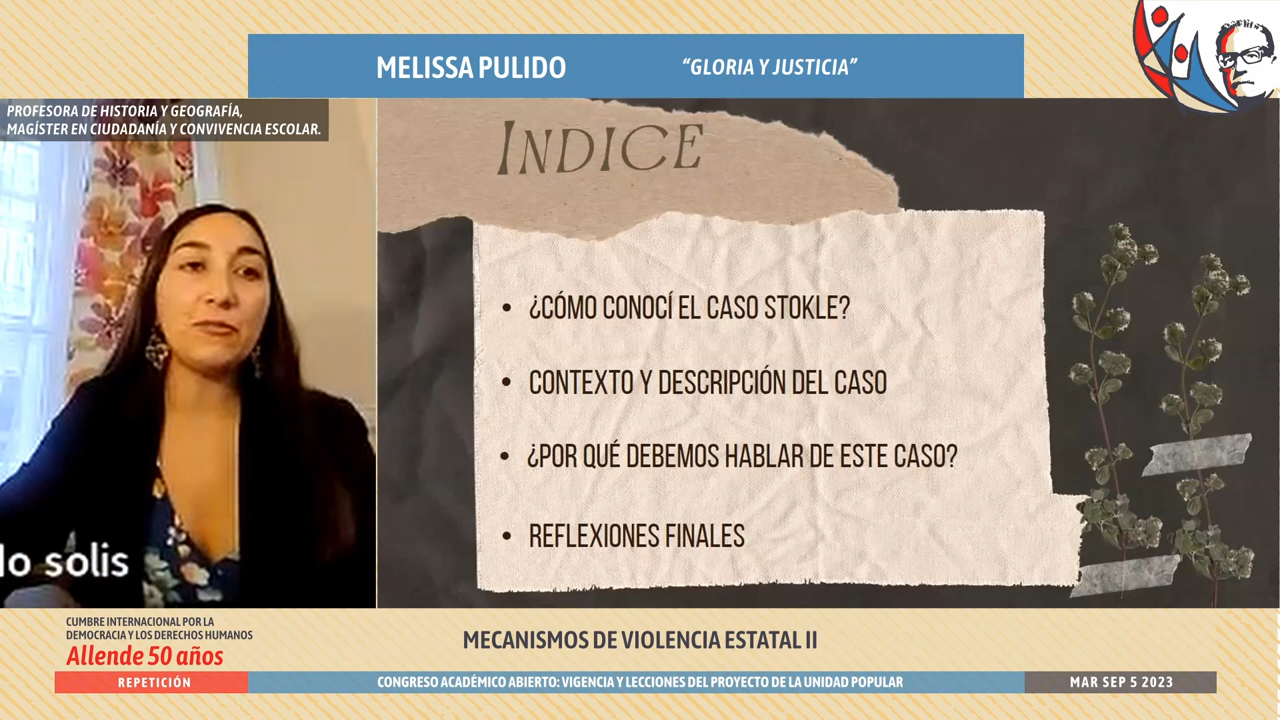 MELISSA PULIDO
“GLORIA Y JUSTICIA”
PROFESORA DE HISTORIA Y GEOGRAFÍA,
MAGÍSTER EN CIUDADANÍA Y CONVIVENCIA ESCOLAR.
INDICE
• ¿CÓMO CONOCÍ EL CASO STOKLE?
• CONTEXTO Y DESCRIPCIÓN DEL CASO
• ¿POR QUÉ DEBEMOS HABLAR DE ESTE CASO?
• REFLEXIONES FINALES
solis
CUMBRE INTERNACIONAL POR LA
DEMOCRACIA Y LOS DERECHOS HUMANOS
Allende 50 años
MECANISMOS DE VIOLENCIA ESTATAL II
REPETICIÓN
CONGRESO ACADÉMICO ABIERTO: VIGENCIA Y LECCIONES DEL PROYECTO DE LA UNIDAD POPULAR
MAR SEP 5 2023